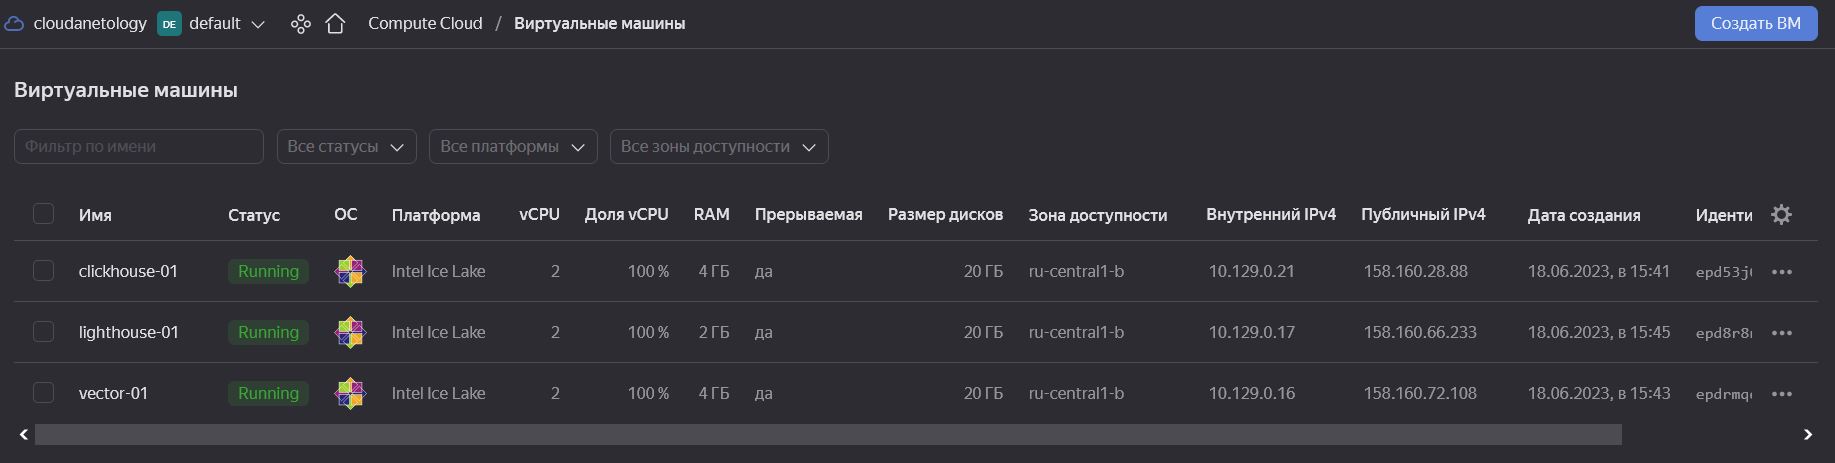 cloudanetology DE default Compute Cloud / Виртуальные машины Создать ВМ
Виртуальные машины
Фильтр по имени Все статусы Все платформы Все зоны доступности
Имя Статус ОС Платформа vCPU Доля vCPU RAM Прерываемая Размер дисков Зона доступности Внутренний IPv4 Публичный IPv4 Дата создания Иденти
clickhouse-01 Running Intel Ice Lake 2 100 % 4 ГБ да 20 ГБ ru-central1-b 10.129.0.21 158.160.28.88 18.06.2023, в 15:41 epd53j
lighthouse-01 Running Intel Ice Lake 2 100 % 2 ГБ да 20 ГБ ru-central1-b 10.129.0.17 158.160.66.233 18.06.2023, в 15:45 epd8r8
vector-01 Running Intel Ice Lake 2 100 % 4 ГБ да 20 ГБ ru-central1-b 10.129.0.16 158.160.72.108 18.06.2023, в 15:43 epdrmq